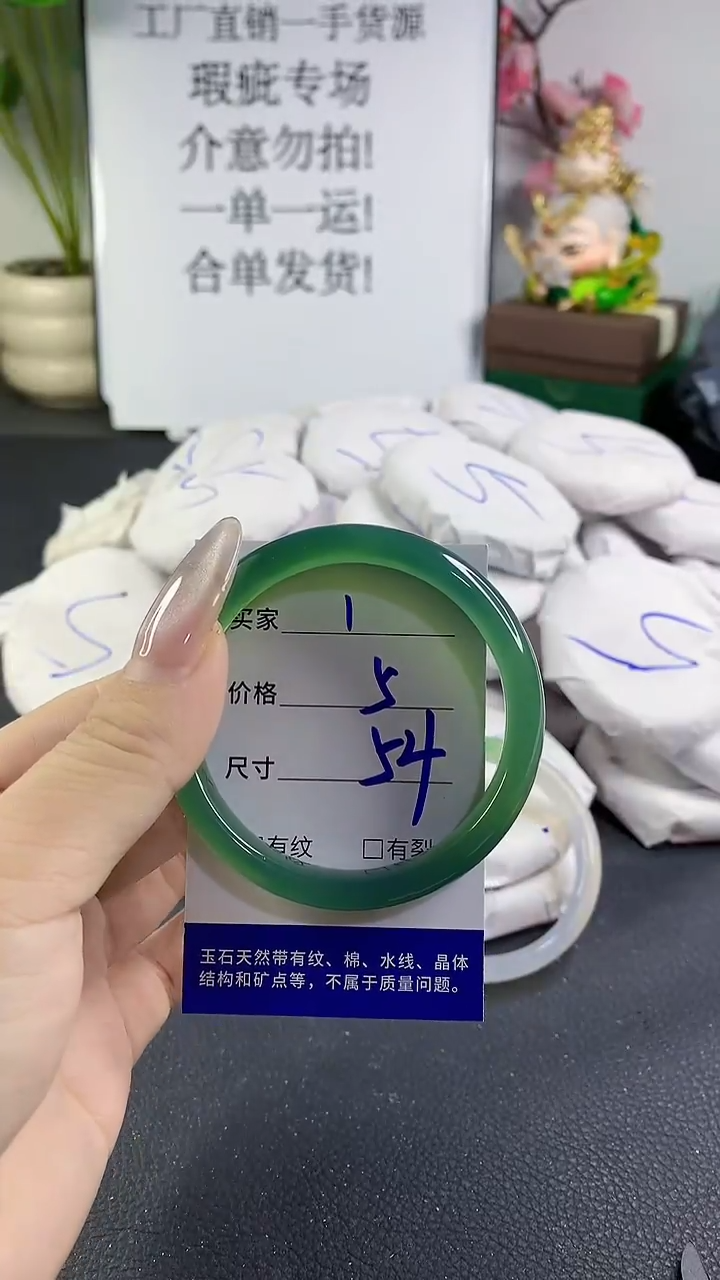 工厂直销一手货源
瑕疵专场
介意勿拍!
一单一运!
合单发货!
买家 1
价格 5
尺寸 54
有纹 □有裂
玉石天然带有纹、棉、水线、晶体
结构和矿点等，不属于质量问题。